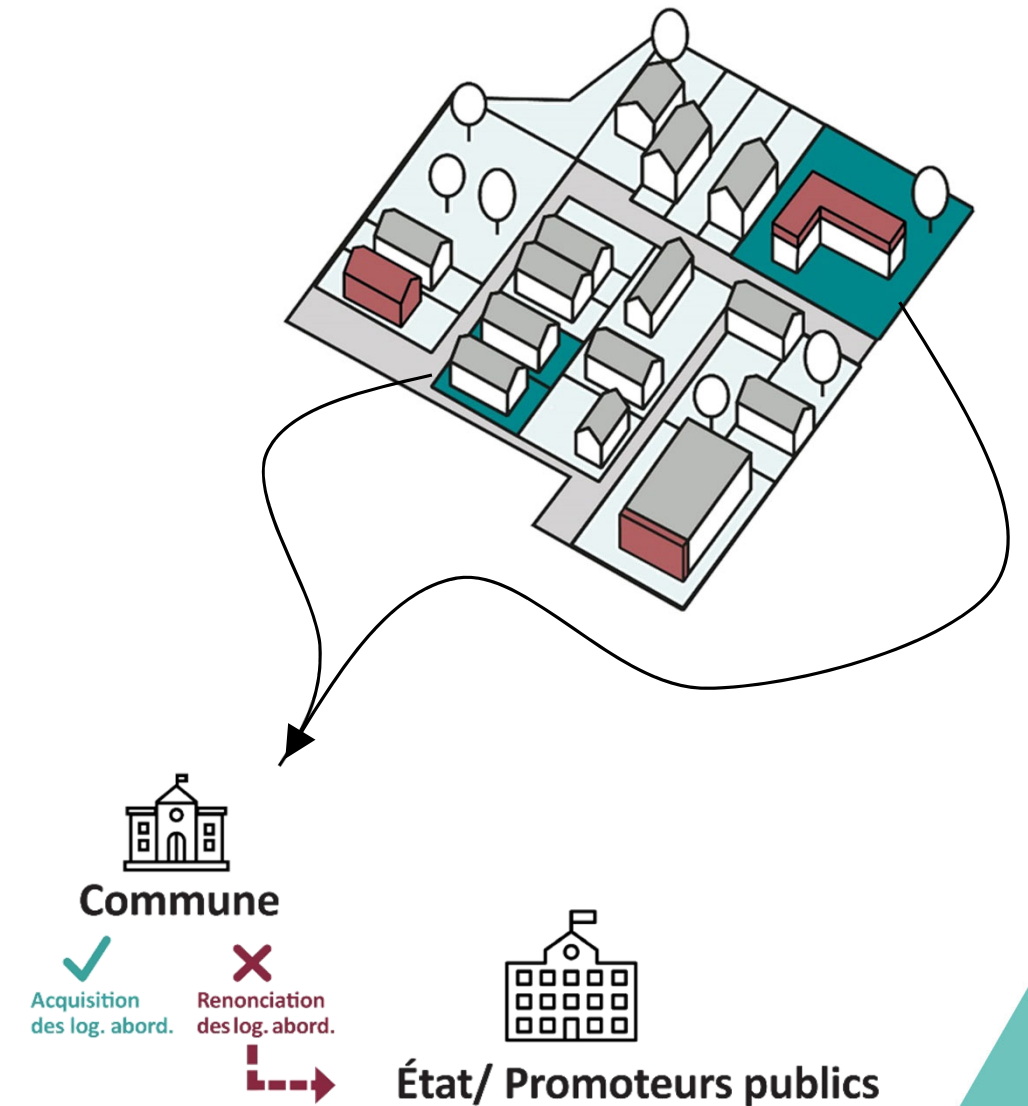 Commune
Acquisition
des log. abord.
Renonciation
des log. abord.
État/ Promoteurs publics